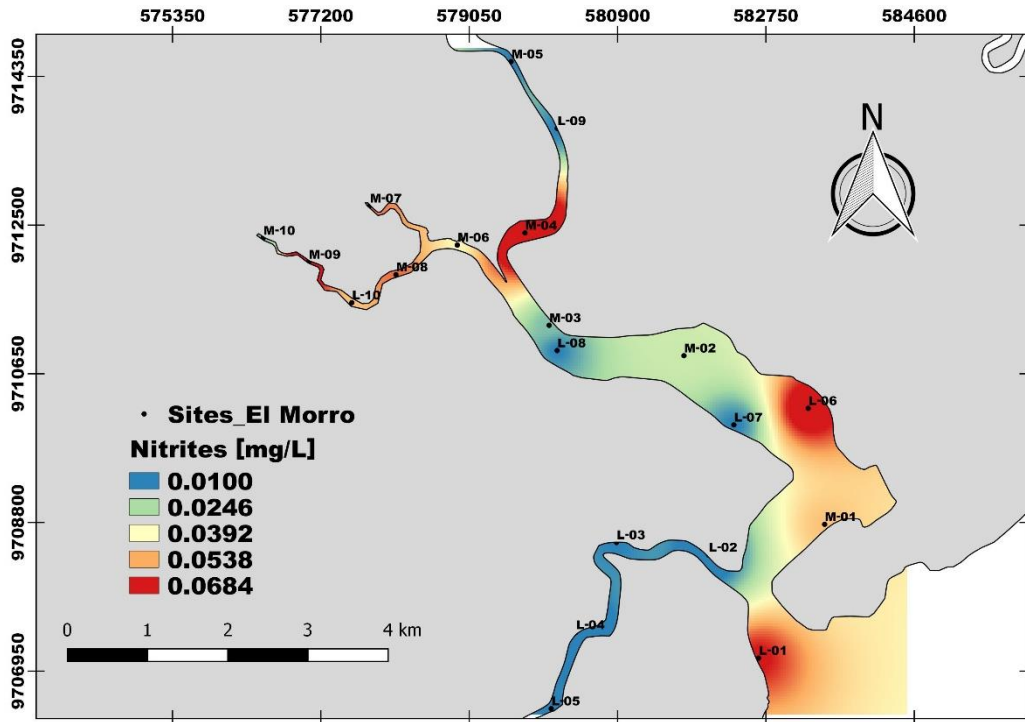 575350 577200 579050 580900 582750 584600
9714350
9712500
9710650
9708800
9706950
N
M-05
L-09
M-07
M-04
M-10
M-06
M-09
M-08
L-10
M-03
L-08
M-02
L-06
L-07
M-01
L-03
L-02
L-04
L-01
L-05
Sites_El Morro
Nitrites [mg/L]
0.0100
0.0246
0.0392
0.0538
0.0684
0 1 2 3 4 km